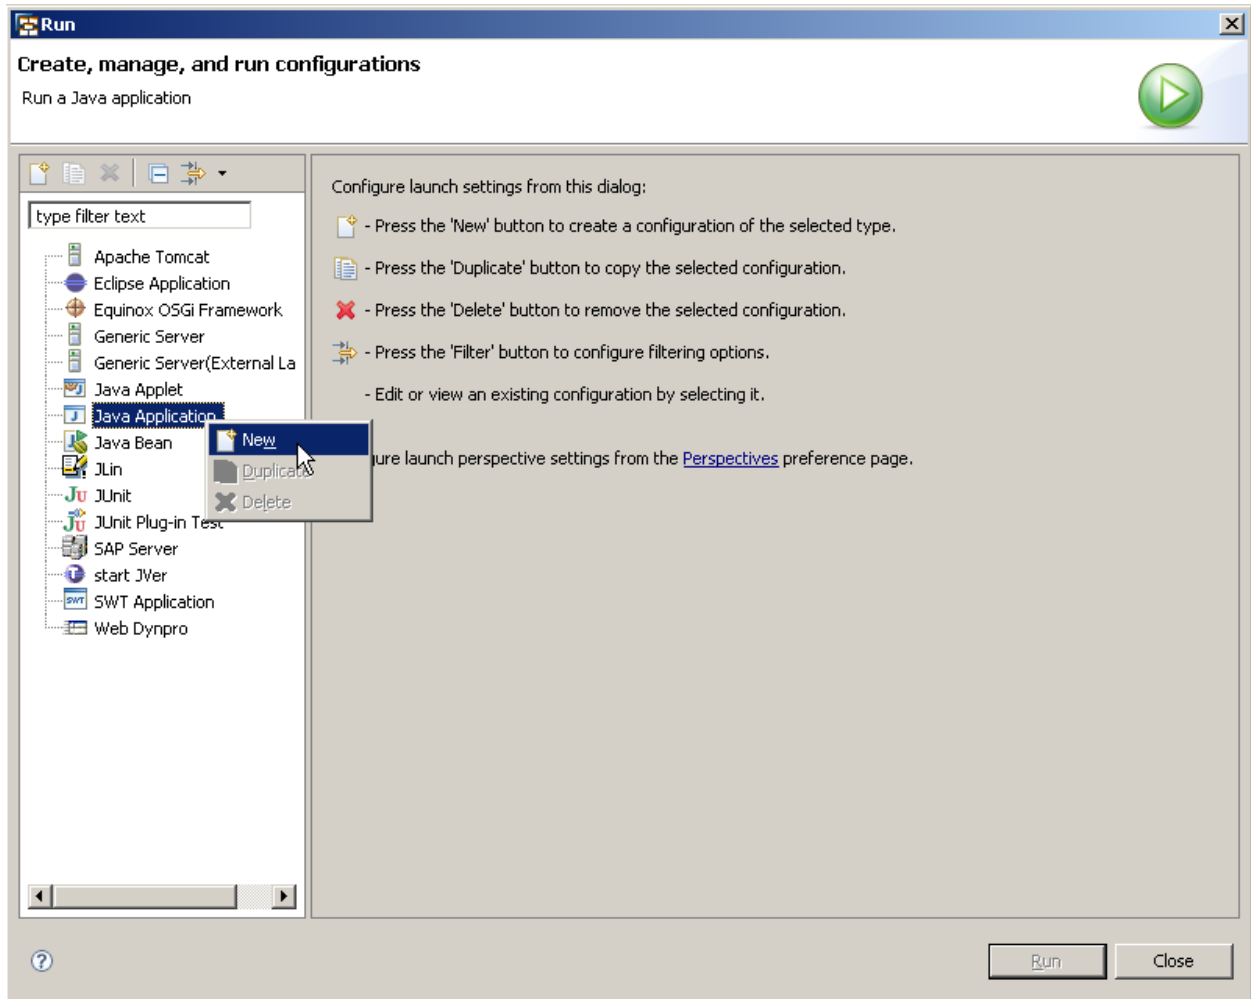 Run
Create, manage, and run configurations
Run a Java application
type filter text
Apache Tomcat
Eclipse Application
Equinox OSGi Framework
Generic Server
Generic Server(External La
Java Applet
Java Application
Java Bean
JLin
JUnit
JUnit Plug-in Test
SAP Server
start JVer
SWT Application
Web Dynpro
New
Duplicate
Delete
Configure launch settings from this dialog:
- Press the 'New' button to create a configuration of the selected type.
- Press the 'Duplicate' button to copy the selected configuration.
- Press the 'Delete' button to remove the selected configuration.
- Press the 'Filter' button to configure filtering options.
- Edit or view an existing configuration by selecting it.
ure launch perspective settings from the Perspectives preference page.
Run
Close